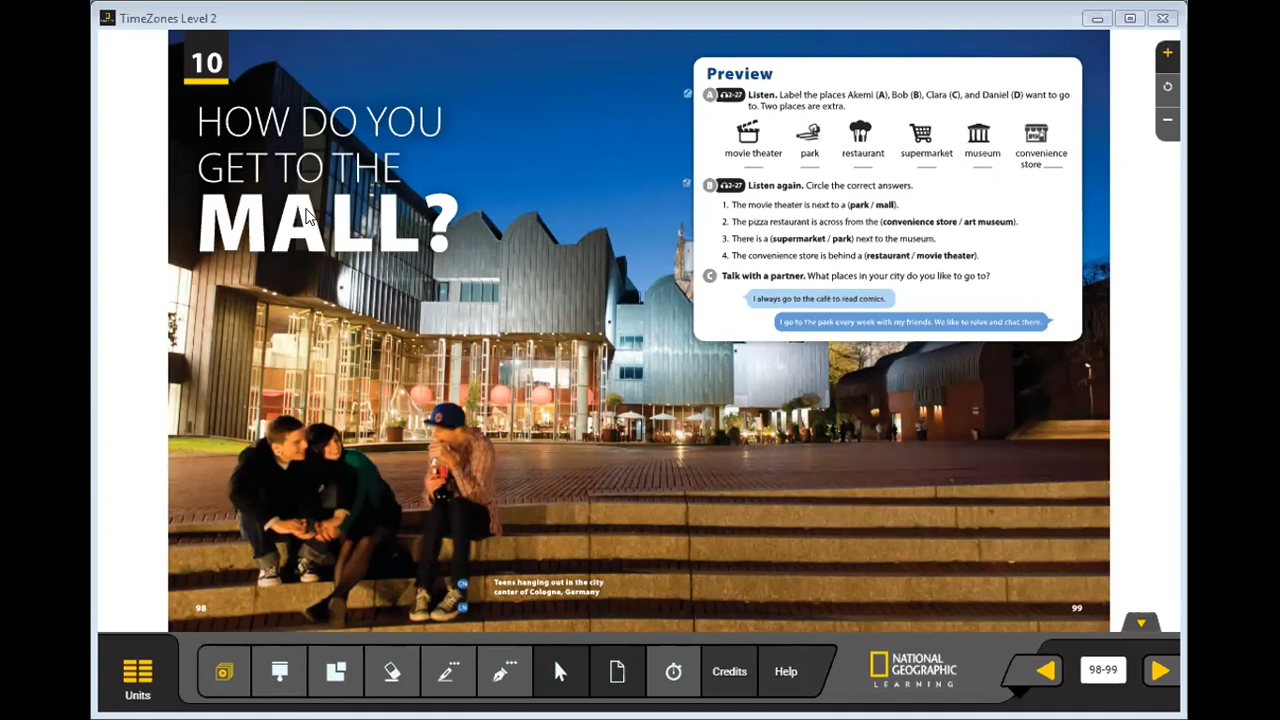 TimeZones Level 2
10
HOW DO YOU
GET TO THE
MALL?
Preview
A 2-27 Listen. Label the places Akemi (A), Bob (B), Clara (C), and Daniel (D) want to go
to. Two places are extra.
movie theater park restaurant supermarket museum convenience
store
B 2-27 Listen again. Circle the correct answers.
1. The movie theater is next to a (park / mall).
2. The pizza restaurant is across from the (convenience store / art museum).
3. There is a (supermarket / park) next to the museum.
4. The convenience store is behind a (restaurant / movie theater).
C Talk with a partner. What places in your city do you like to go to?
I always go to the café to read comics.
I go to the park every week with my friends. We like to relax and chat there.
CN
Teens hanging out in the city
center of Cologne, Germany
LN
98
99
Units
Credits
Help
NATIONAL
GEOGRAPHIC
LEARNING
98-99